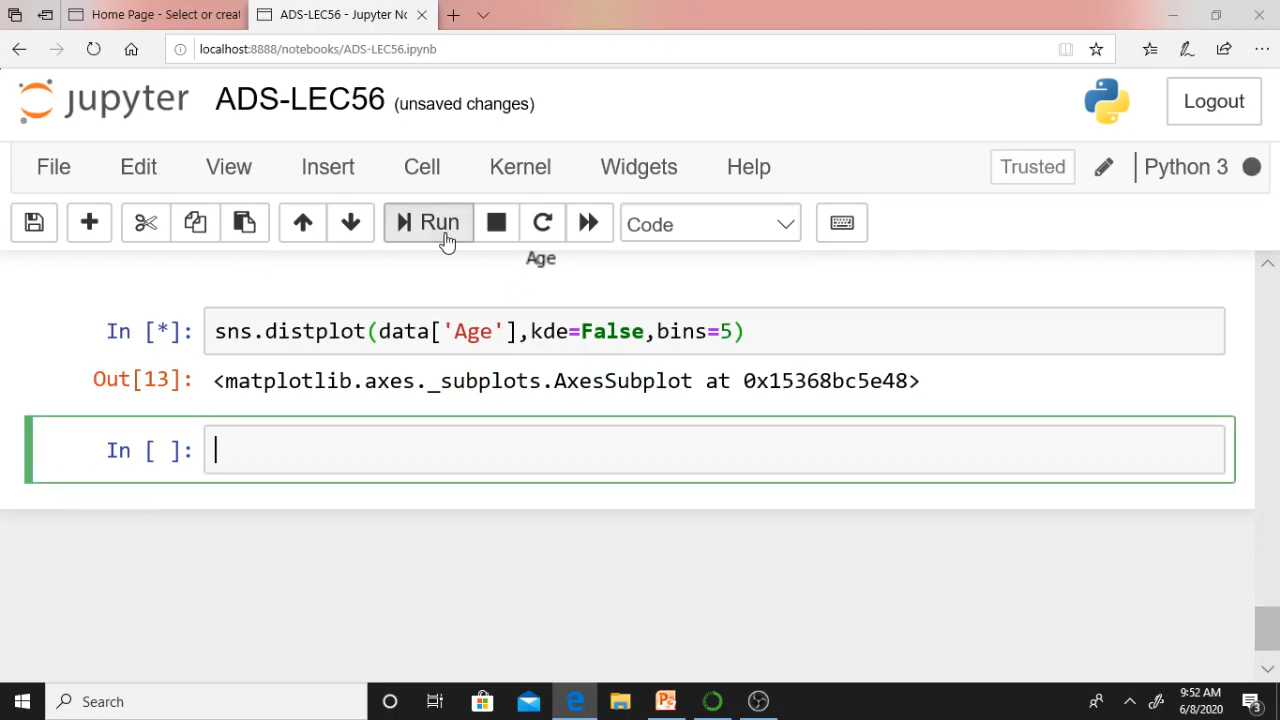 Home Page - Select or creat
ADS-LEC56 - Jupyter No
localhost:8888/notebooks/ADS-LEC56.ipynb
jupyter ADS-LEC56 (unsaved changes)
Logout
File Edit View Insert Cell Kernel Widgets Help
Trusted
Python 3
Run
Code
Age
In [*]: sns.distplot(data['Age'],kde=False,bins=5)
Out[13]: <matplotlib.axes._subplots.AxesSubplot at 0x15368bc5e48>
In [ ]:
Search
9:52 AM
6/8/2020
3